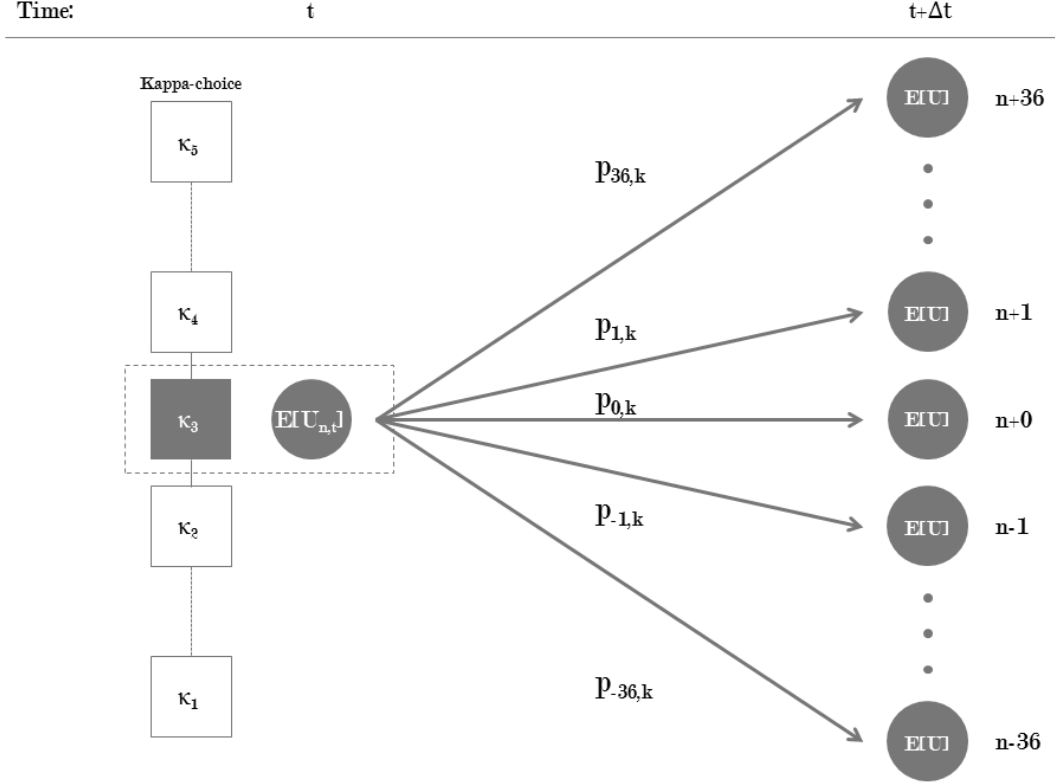 Time: t t+Δt
Kappa-choice
E[U] n+36
κ₅
p₃₆,ₖ
κ₄ E[U] n+1
p₁,ₖ
p₀,ₖ
κ₃ E[Uₙ,ₜ] E[U] n+0
p₋₁,ₖ
κ₂ E[U] n-1
p₋₃₆,ₖ
κ₁
E[U] n-36